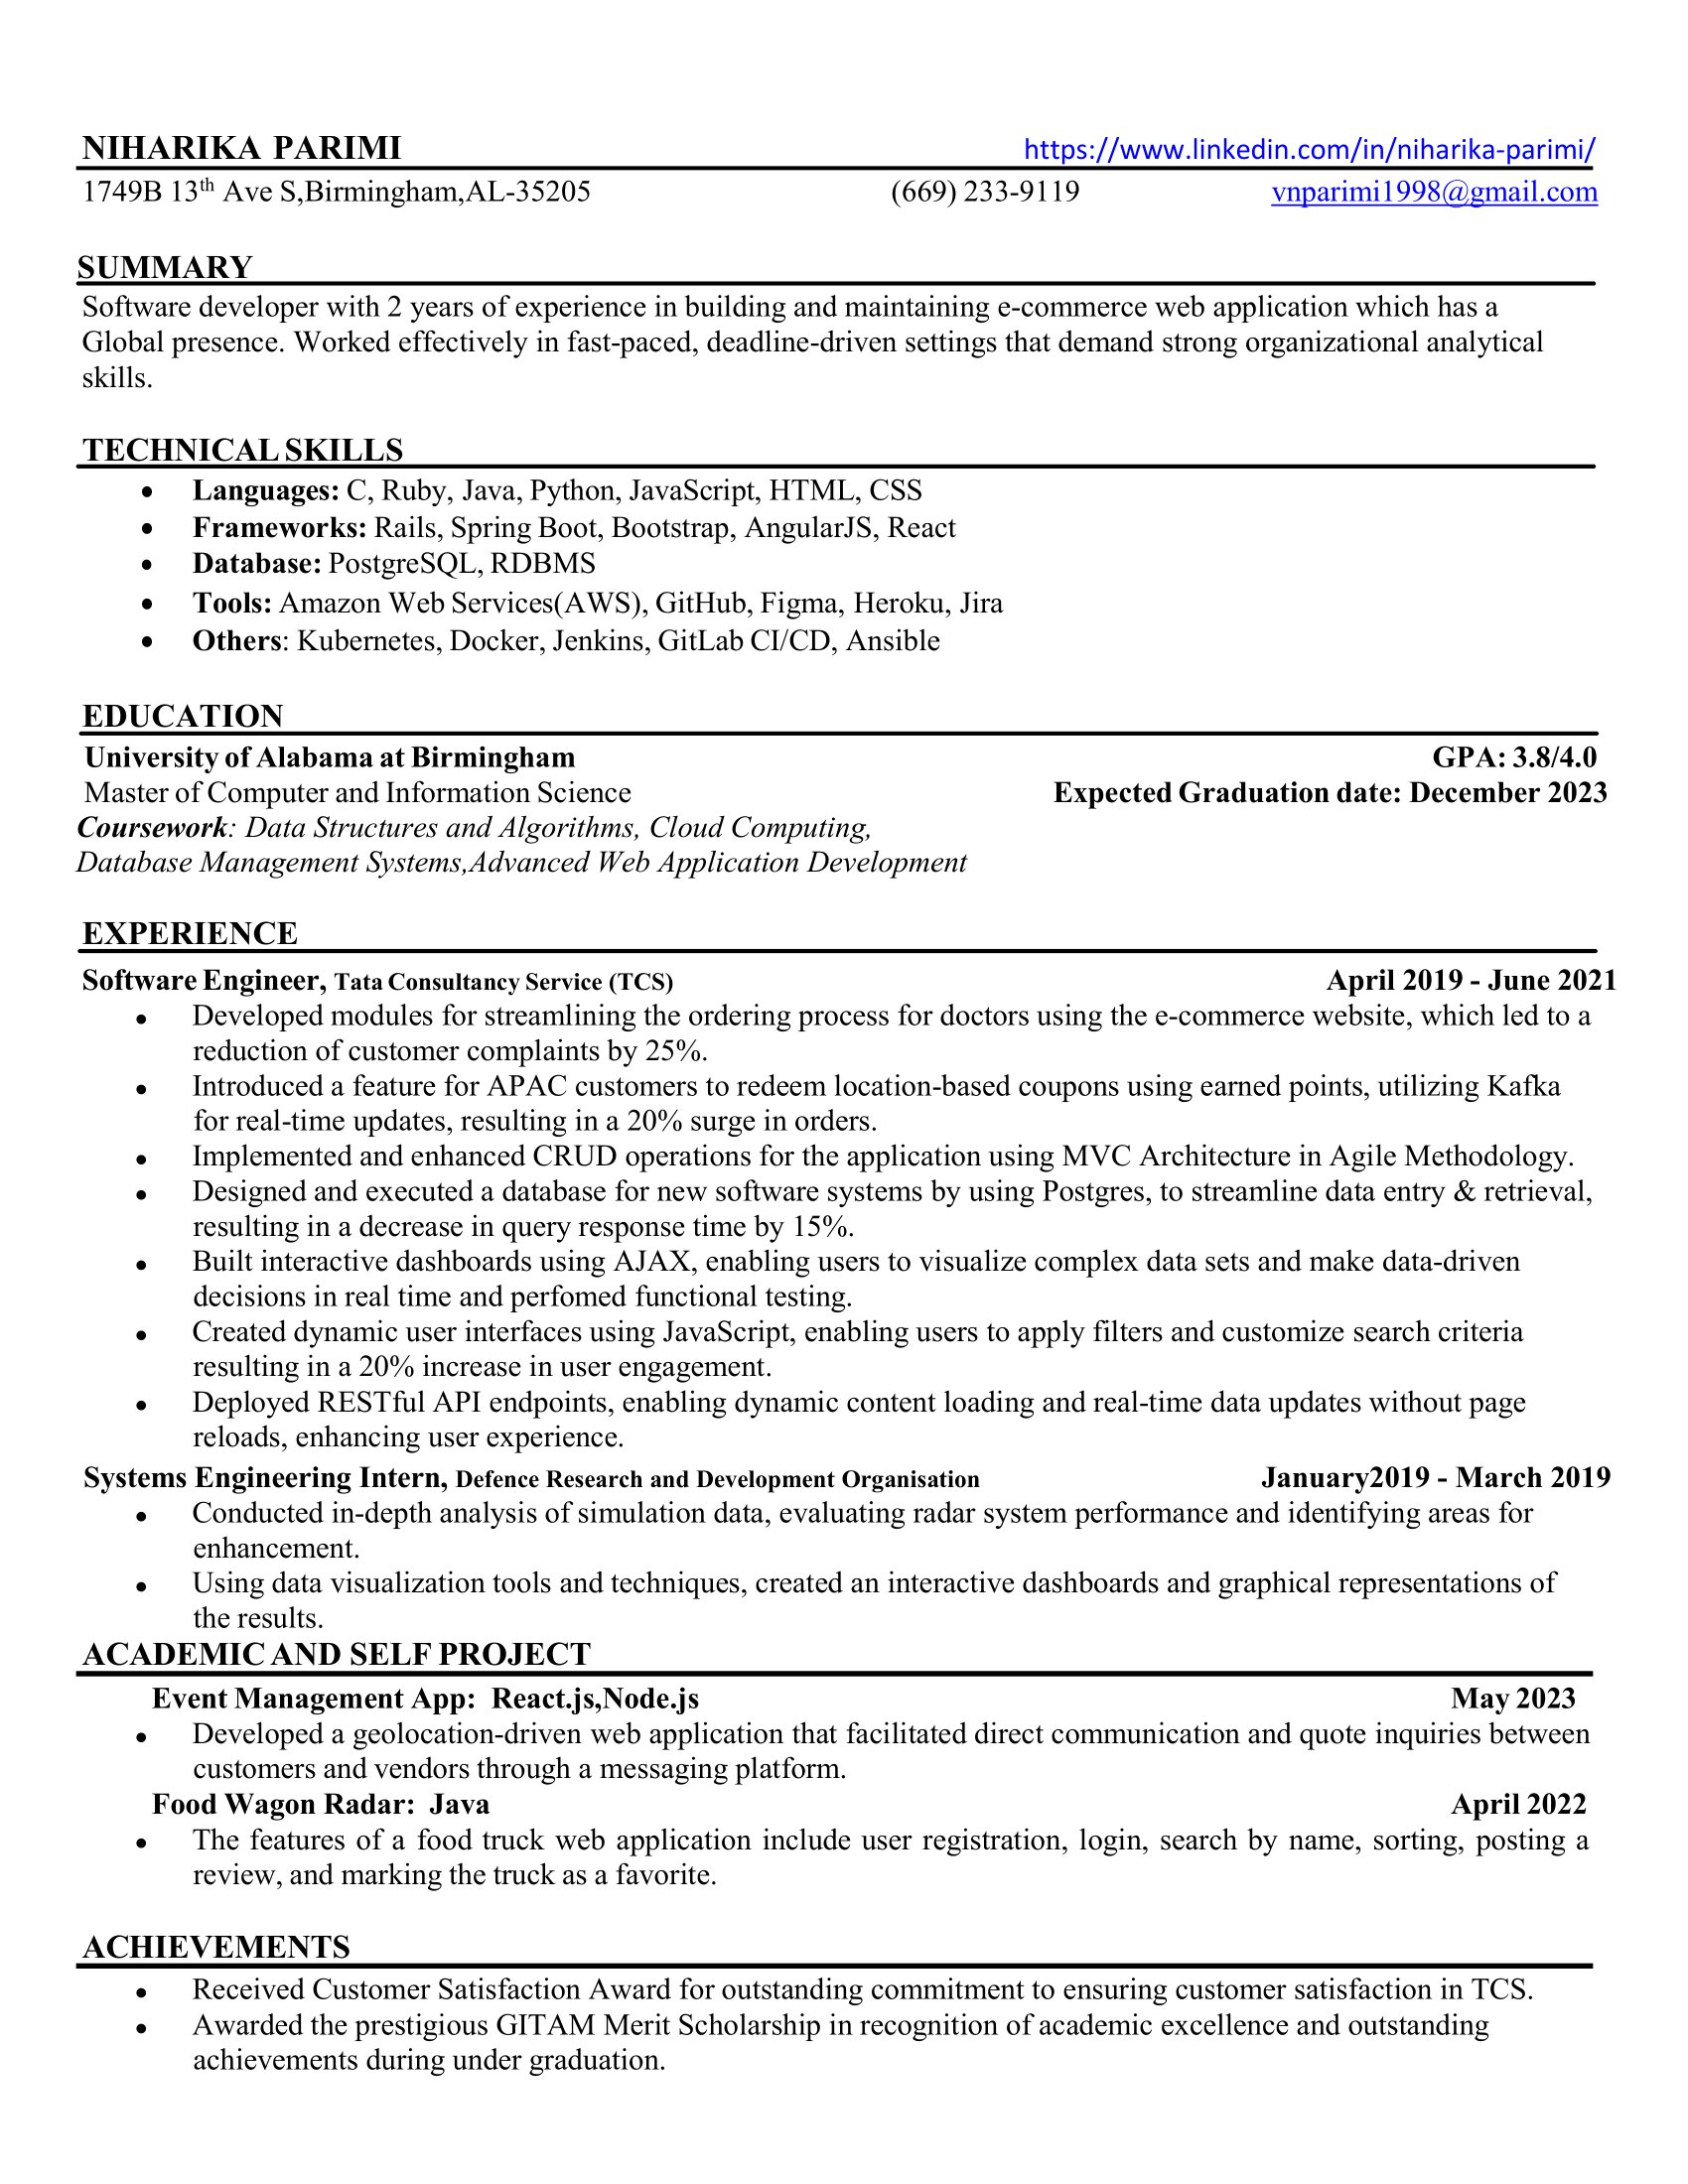 NIHARIKA PARIMI https://www.linkedin.com/in/niharika-parimi/
1749B 13th Ave S,Birmingham,AL-35205 (669) 233-9119 vnparimi1998@gmail.com
SUMMARY
Software developer with 2 years of experience in building and maintaining e-commerce web application which has a
Global presence. Worked effectively in fast-paced, deadline-driven settings that demand strong organizational analytical
skills.
TECHNICAL SKILLS
• Languages: C, Ruby, Java, Python, JavaScript, HTML, CSS
• Frameworks: Rails, Spring Boot, Bootstrap, AngularJS, React
• Database: PostgreSQL, RDBMS
• Tools: Amazon Web Services(AWS), GitHub, Figma, Heroku, Jira
• Others: Kubernetes, Docker, Jenkins, GitLab CI/CD, Ansible
EDUCATION
University of Alabama at Birmingham GPA: 3.8/4.0
Master of Computer and Information Science Expected Graduation date: December 2023
Coursework: Data Structures and Algorithms, Cloud Computing,
Database Management Systems,Advanced Web Application Development
EXPERIENCE
Software Engineer, Tata Consultancy Service (TCS) April 2019 - June 2021
• Developed modules for streamlining the ordering process for doctors using the e-commerce website, which led to a
reduction of customer complaints by 25%.
• Introduced a feature for APAC customers to redeem location-based coupons using earned points, utilizing Kafka
for real-time updates, resulting in a 20% surge in orders.
• Implemented and enhanced CRUD operations for the application using MVC Architecture in Agile Methodology.
• Designed and executed a database for new software systems by using Postgres, to streamline data entry & retrieval,
resulting in a decrease in query response time by 15%.
• Built interactive dashboards using AJAX, enabling users to visualize complex data sets and make data-driven
decisions in real time and perfomed functional testing.
• Created dynamic user interfaces using JavaScript, enabling users to apply filters and customize search criteria
resulting in a 20% increase in user engagement.
• Deployed RESTful API endpoints, enabling dynamic content loading and real-time data updates without page
reloads, enhancing user experience.
Systems Engineering Intern, Defence Research and Development Organisation January2019 - March 2019
• Conducted in-depth analysis of simulation data, evaluating radar system performance and identifying areas for
enhancement.
• Using data visualization tools and techniques, created an interactive dashboards and graphical representations of
the results.
ACADEMIC AND SELF PROJECT
Event Management App: React.js,Node.js May 2023
• Developed a geolocation-driven web application that facilitated direct communication and quote inquiries between
customers and vendors through a messaging platform.
Food Wagon Radar: Java April 2022
• The features of a food truck web application include user registration, login, search by name, sorting, posting a
review, and marking the truck as a favorite.
ACHIEVEMENTS
• Received Customer Satisfaction Award for outstanding commitment to ensuring customer satisfaction in TCS.
• Awarded the prestigious GITAM Merit Scholarship in recognition of academic excellence and outstanding
achievements during under graduation.